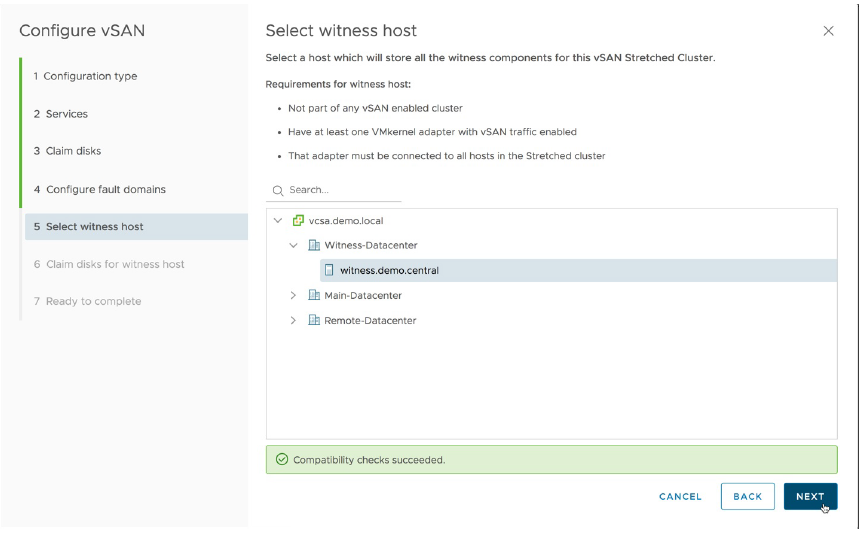 Configure vSAN
1 Configuration type
2 Services
3 Claim disks
4 Configure fault domains
5 Select witness host
6 Claim disks for witness host
7 Ready to complete
Select witness host
Select a host which will store all the witness components for this vSAN Stretched Cluster.
Requirements for witness host:
• Not part of any vSAN enabled cluster
• Have at least one VMkernel adapter with vSAN traffic enabled
• That adapter must be connected to all hosts in the Stretched cluster
Search...
vcsa.demo.local
Witness-Datacenter
witness.demo.central
Main-Datacenter
Remote-Datacenter
Compatibility checks succeeded.
CANCEL BACK NEXT